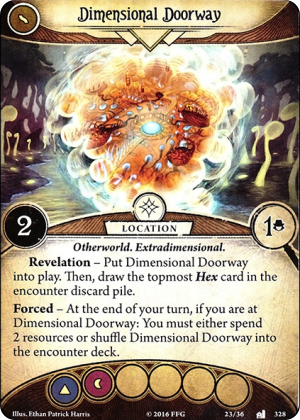 Dimensional Doorway
2
LOCATION
1
Otherworld. Extradimensional.
Revelation – Put Dimensional Doorway
into play. Then, draw the topmost Hex card in the
encounter discard pile.
Forced – At the end of your turn, if you are at
Dimensional Doorway: You must either spend
2 resources or shuffle Dimensional Doorway into
the encounter deck.
Illus. Ethan Patrick Harris © 2016 FFG 23/36 328